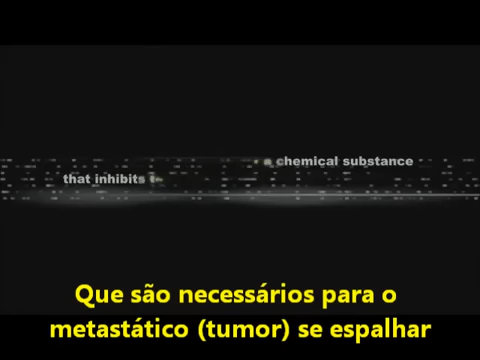 a chemical substance
that inhibits
Que são necessários para o
metastático (tumor) se espalhar